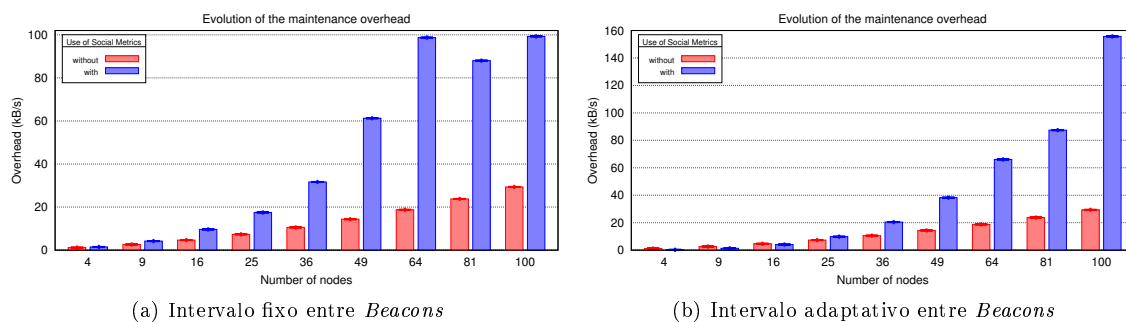 Evolution of the maintenance overhead
Use of Social Metrics
without
with
Overhead (kB/s)
100
80
60
40
20
0
4 9 16 25 36 49 64 81 100
Number of nodes
(a) Intervalo fixo entre Beacons
Evolution of the maintenance overhead
Use of Social Metrics
without
with
Overhead (kB/s)
160
140
120
100
80
60
40
20
0
4 9 16 25 36 49 64 81 100
Number of nodes
(b) Intervalo adaptativo entre Beacons